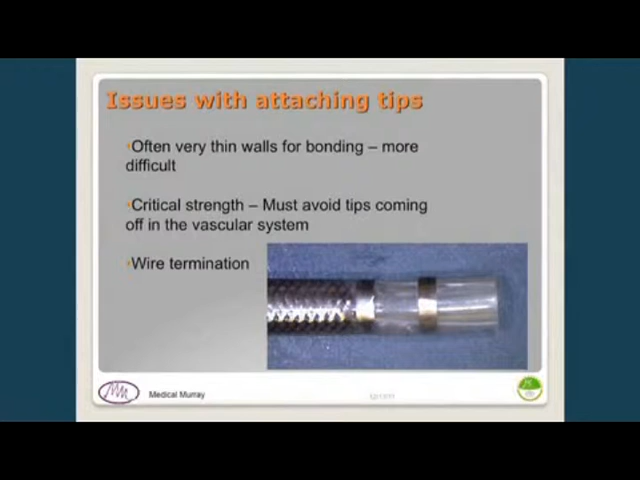 Issues with attaching tips
Often very thin walls for bonding – more
difficult
Critical strength – Must avoid tips coming
off in the vascular system
Wire termination
Medical Murray